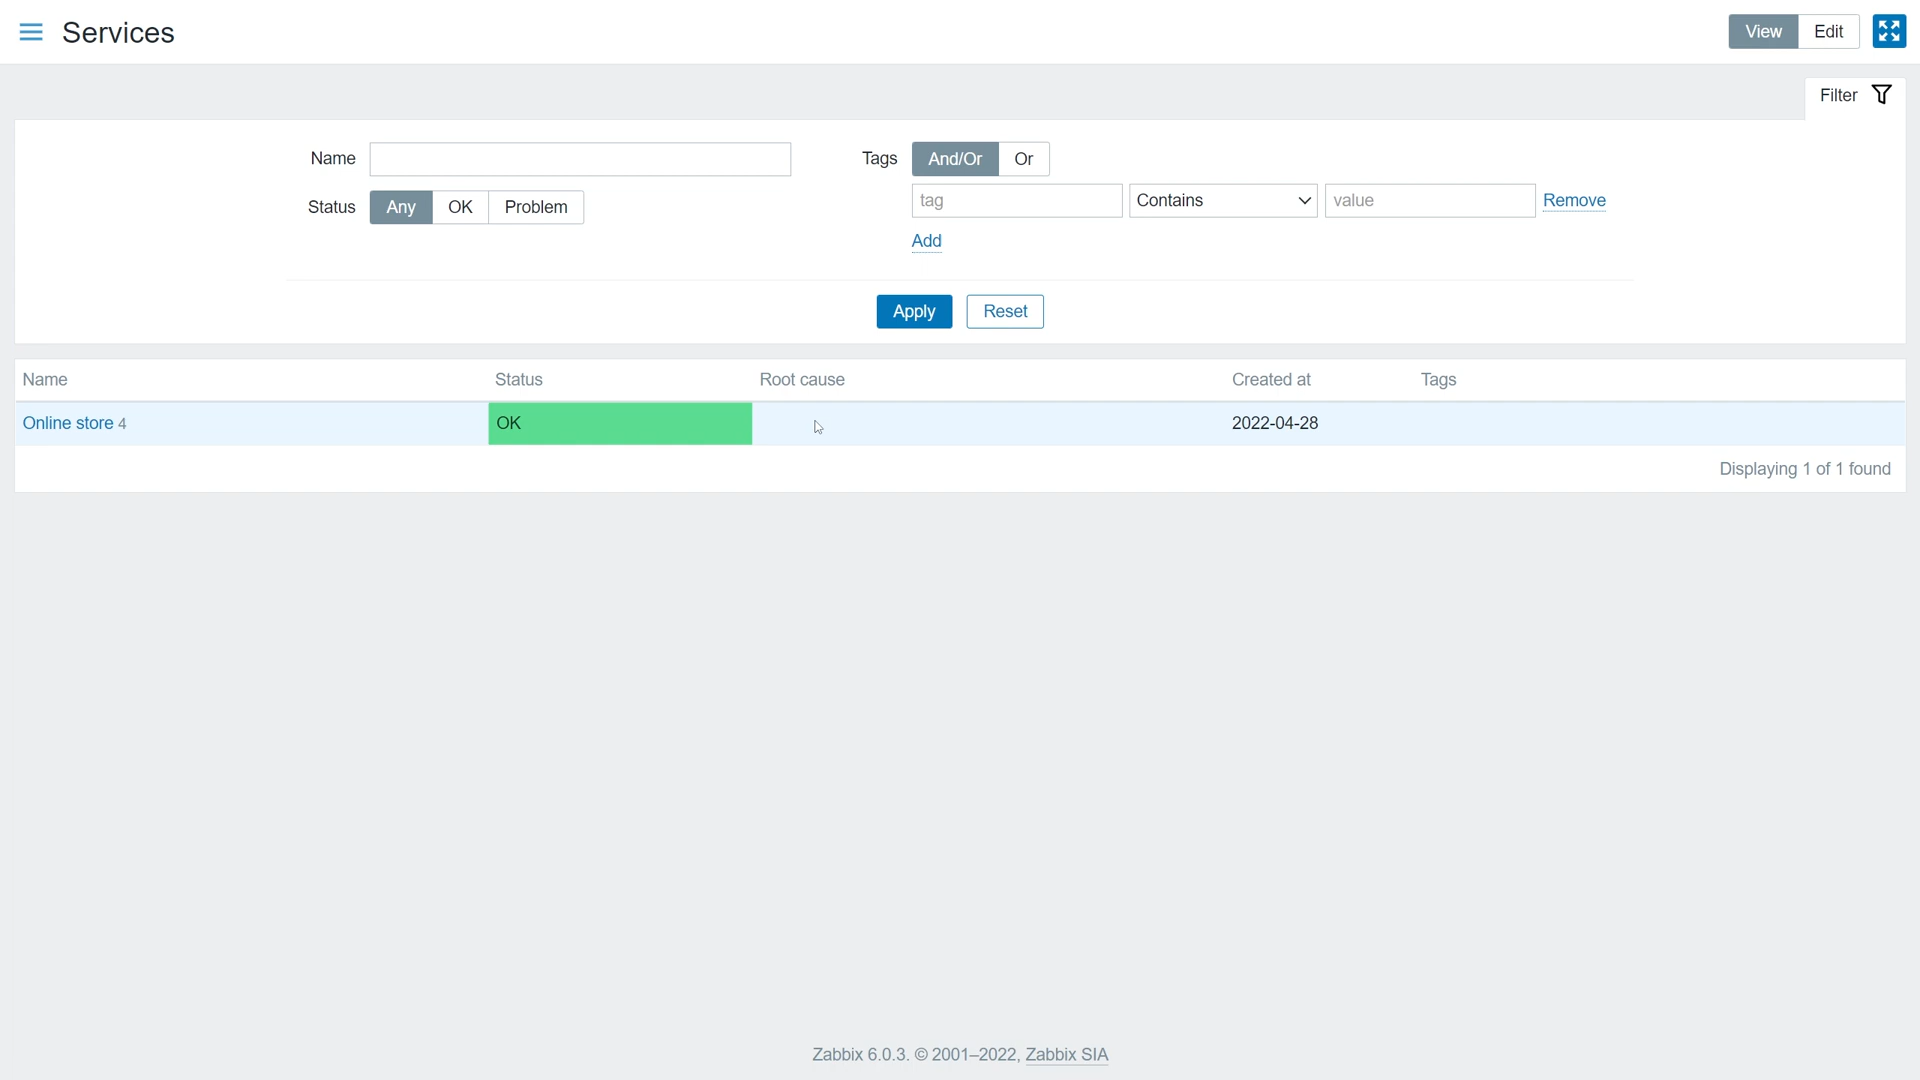 Services
View Edit
Filter
Name
Tags And/Or Or
Status Any OK Problem
tag Contains value Remove
Add
Apply Reset
Name Status Root cause Created at Tags
Online store 4 OK 2022-04-28
Displaying 1 of 1 found
Zabbix 6.0.3. © 2001–2022, Zabbix SIA